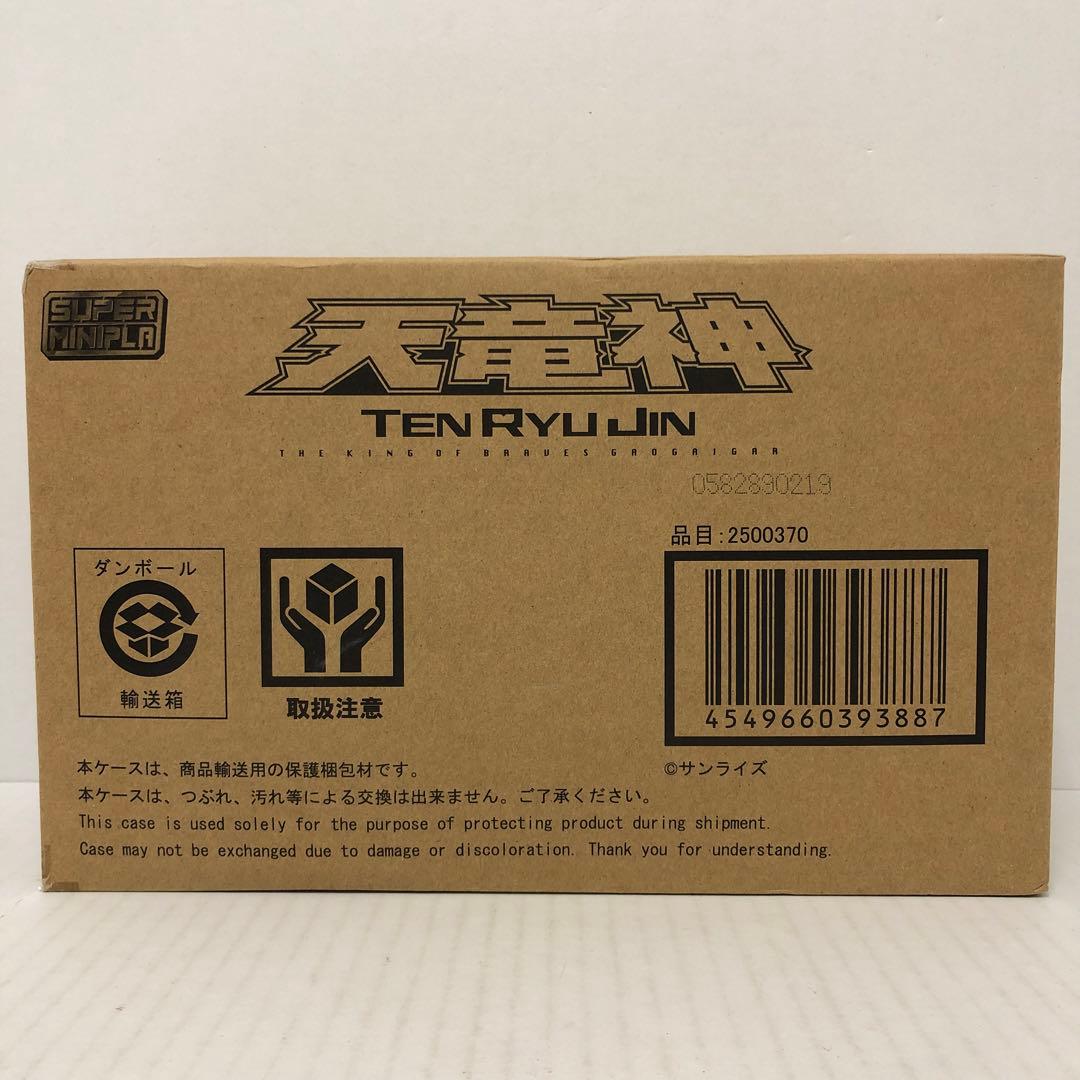 SUPER
MINIPLA
天竜神
TEN RYU JIN
THE KING OF BRAVES GAOGAIGAR
0582890219
品目:2500370
ダンボール
輸送箱
取扱注意
4549660393887
本ケースは、商品輸送用の保護梱包材です。
©サンライズ
本ケースは、つぶれ、汚れ等による交換は出来ません。ご了承ください。
This case is used solely for the purpose of protecting product during shipment.
Case may not be exchanged due to damage or discoloration. Thank you for understanding.